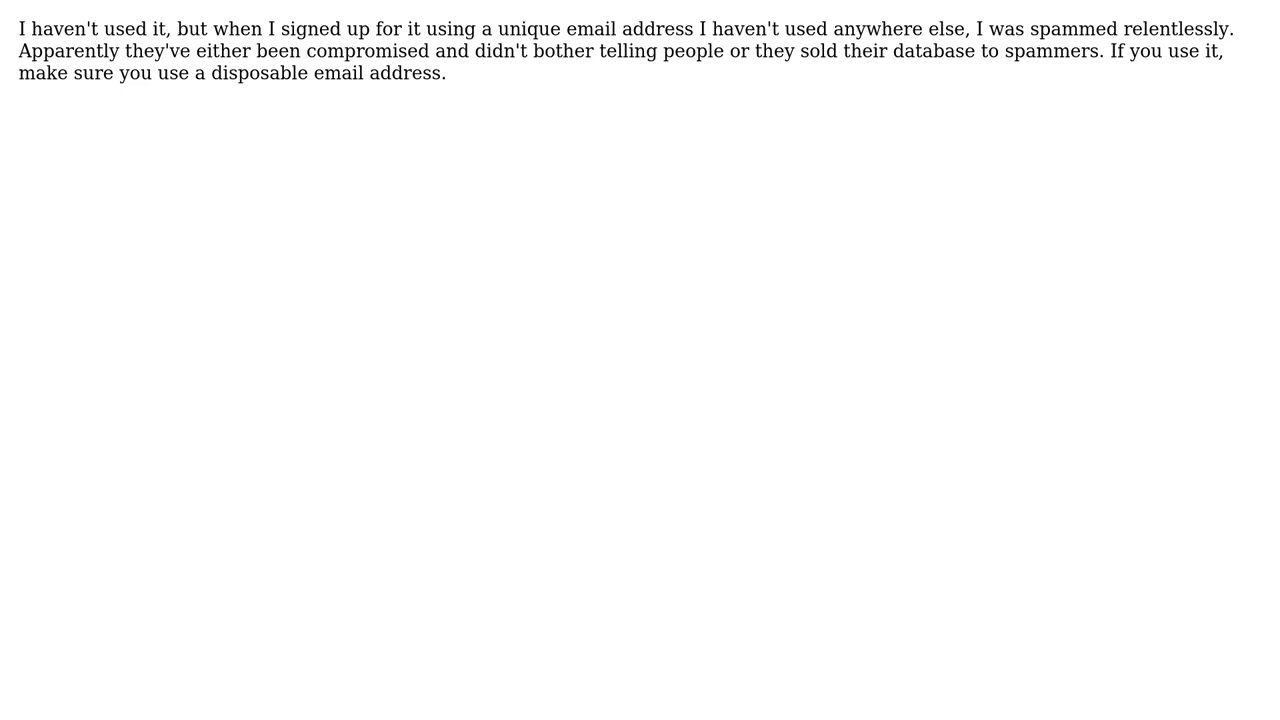 I haven't used it, but when I signed up for it using a unique email address I haven't used anywhere else, I was spammed relentlessly.
Apparently they've either been compromised and didn't bother telling people or they sold their database to spammers. If you use it,
make sure you use a disposable email address.